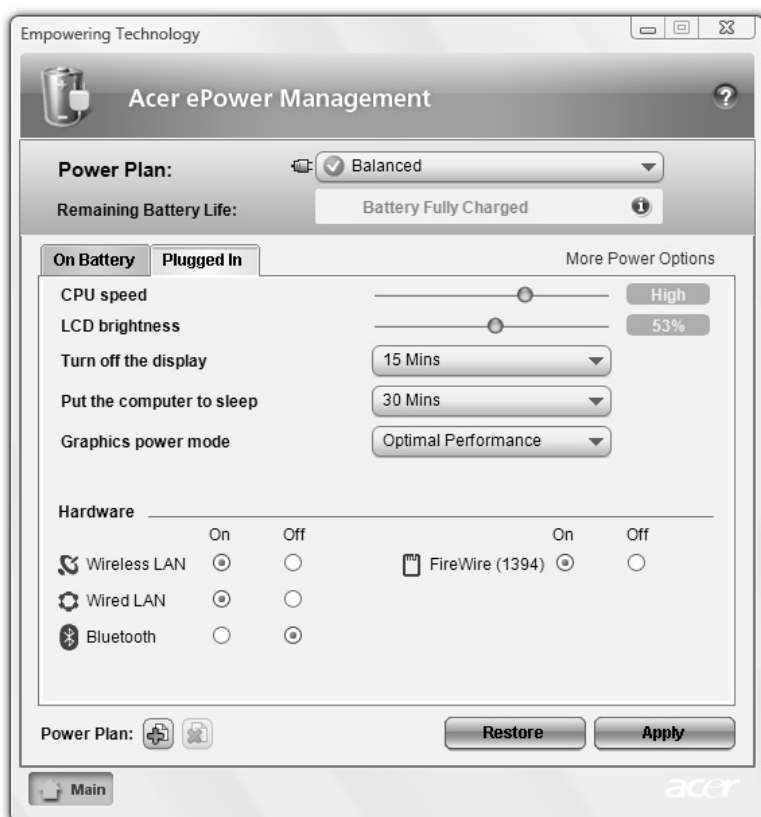 Empowering Technology
Acer ePower Management
?
Power Plan: Balanced
Remaining Battery Life: Battery Fully Charged i
On Battery Plugged In More Power Options
CPU speed High
LCD brightness 53%
Turn off the display 15 Mins
Put the computer to sleep 30 Mins
Graphics power mode Optimal Performance
Hardware
On Off On Off
Wireless LAN FireWire (1394)
Wired LAN
Bluetooth
Power Plan: Restore Apply
Main acer